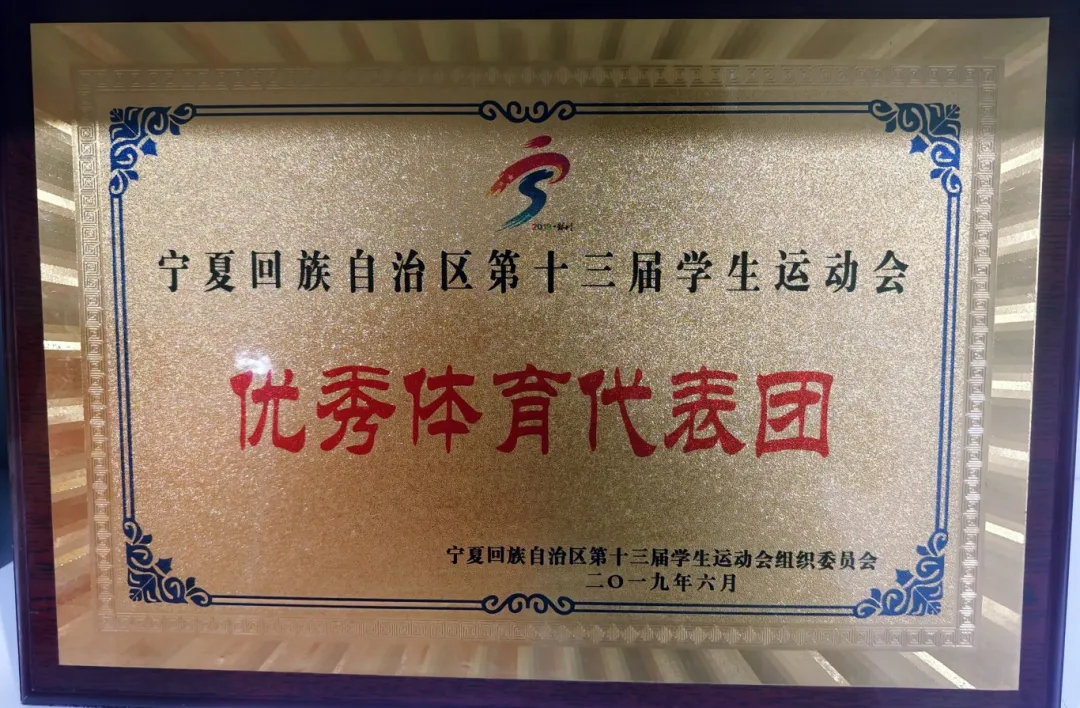 宁夏回族自治区第十三届学生运动会
优秀体育代表团
宁夏回族自治区第十三届学生运动会组织委员会
二〇一九年六月